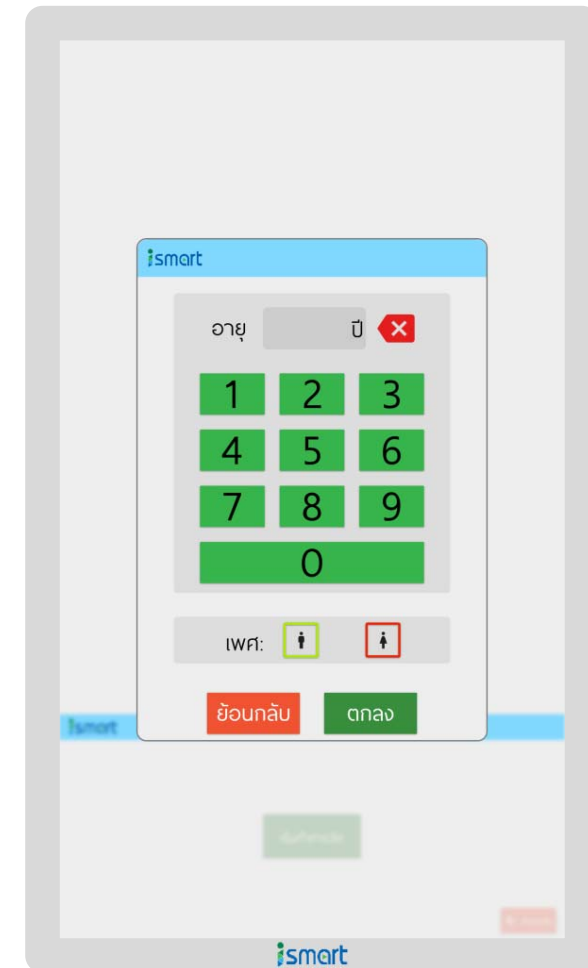 ismart
อายุ ปี
1 2 3
4 5 6
7 8 9
0
เพศ:
ย้อนกลับ ตกลง
ismart
ismart